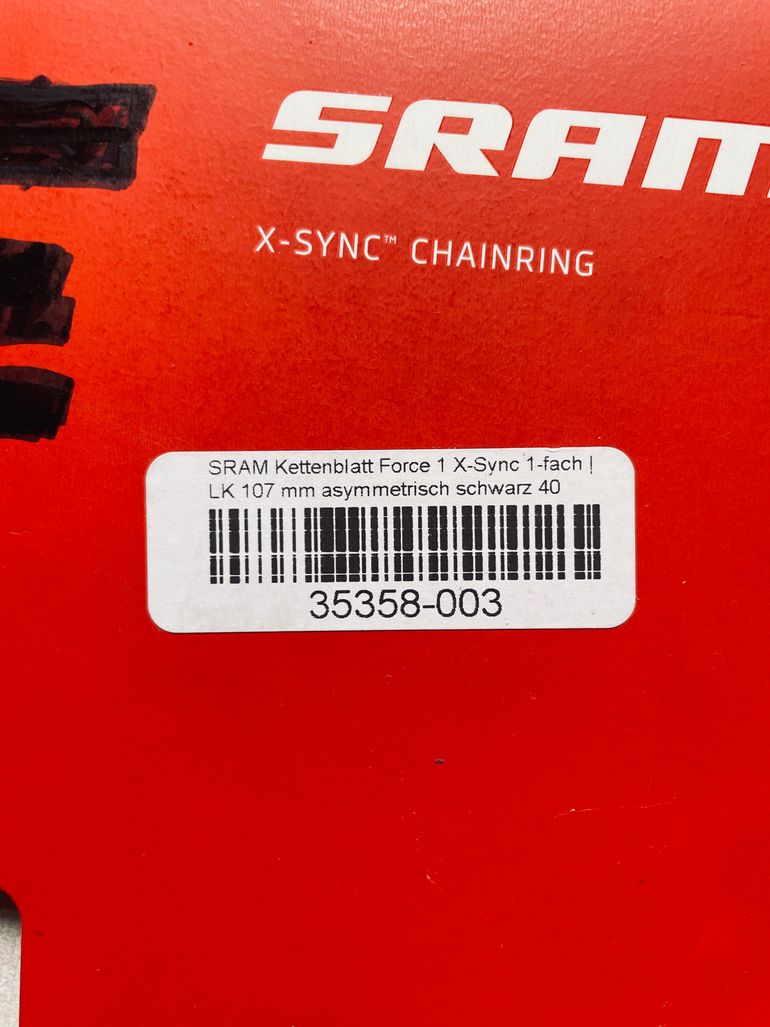 SRAM
X-SYNC™ CHAINRING
SRAM Kettenblatt Force 1 X-Sync 1-fach |
LK 107 mm asymmetrisch schwarz 40
35358-003